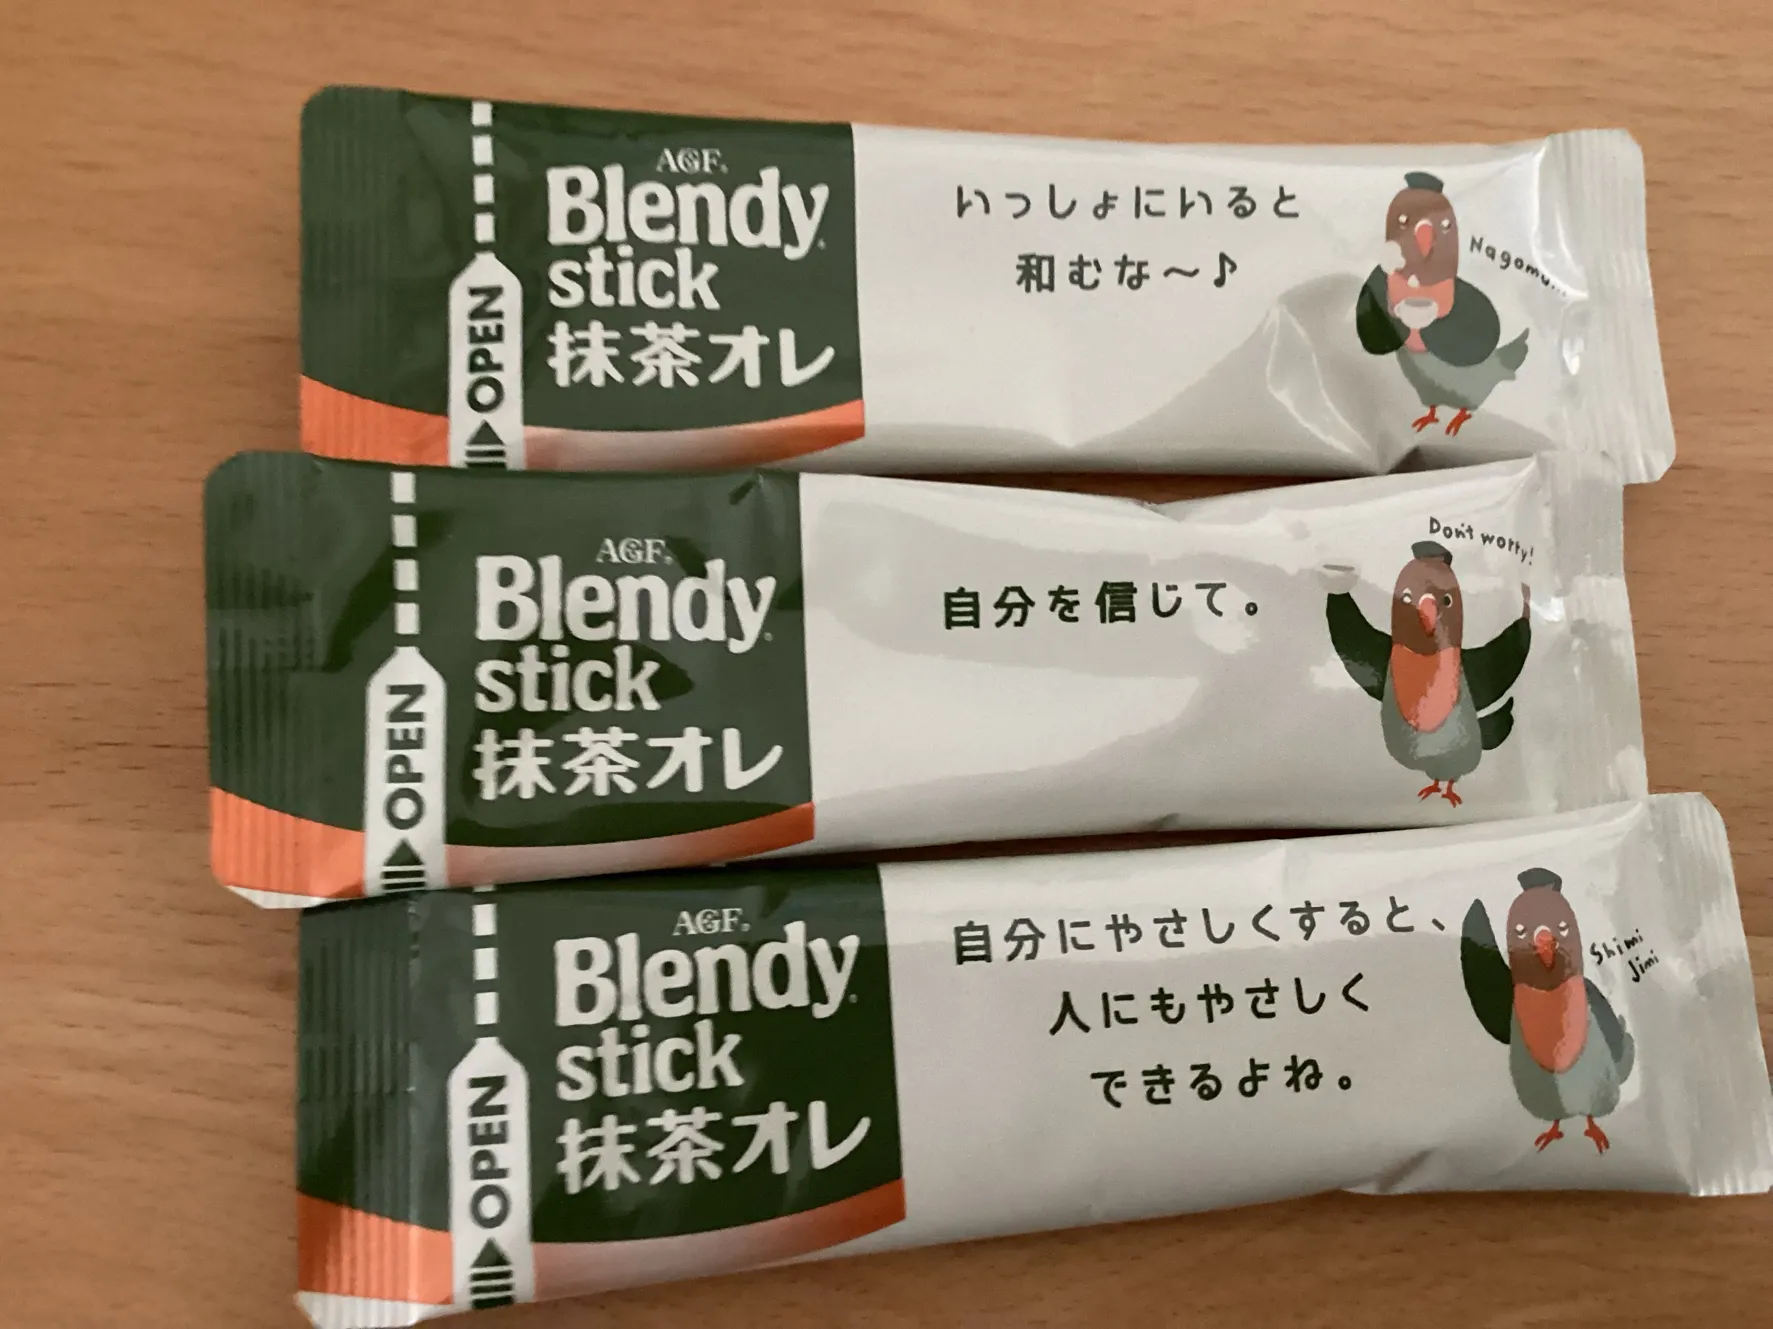 AGF
Blendy
stick
抹茶オレ
OPEN
いっしょにいると
和むな〜♪
AGF
Blendy
stick
抹茶オレ
OPEN
自分を信じて。
Don't worry!
AGF
Blendy
stick
抹茶オレ
OPEN
自分にやさしくすると、
人にもやさしく
できるよね。
Shimi
Jimi